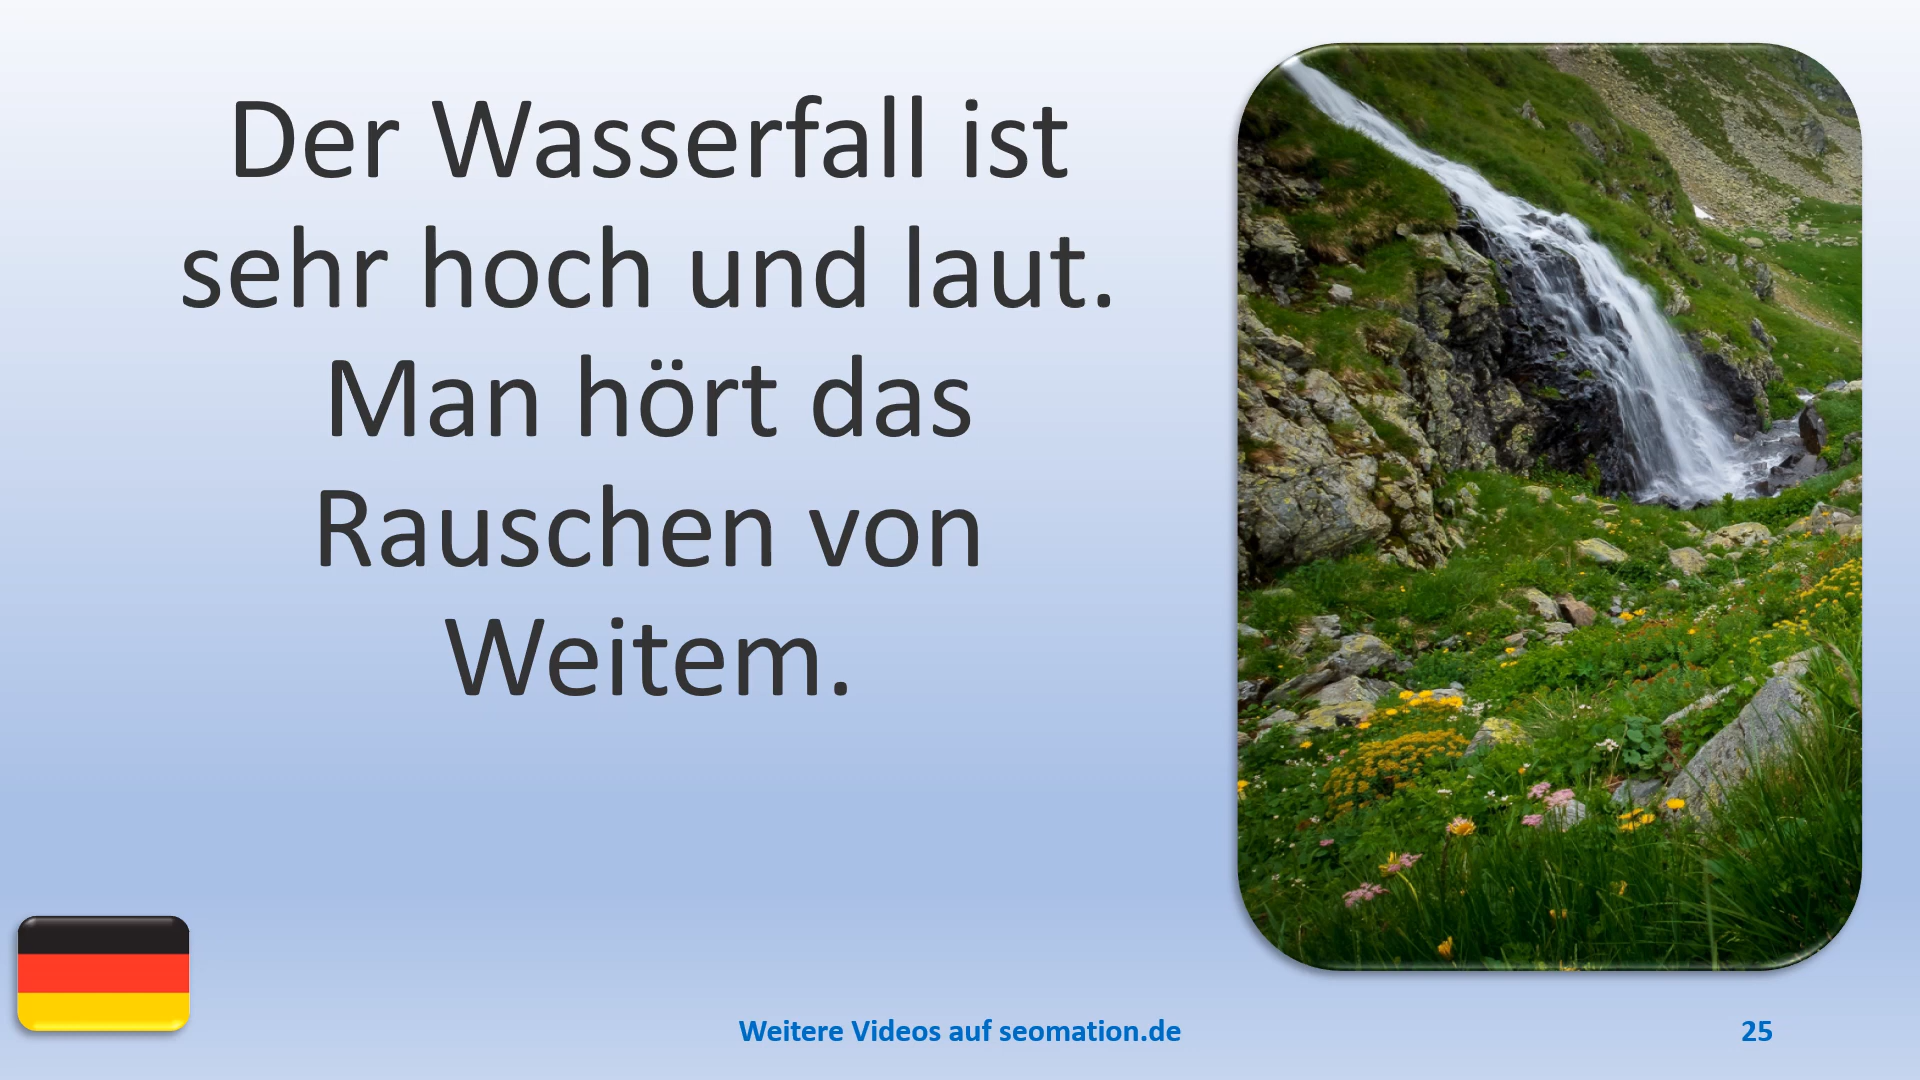 Der Wasserfall ist
sehr hoch und laut.
Man hört das
Rauschen von
Weitem.
Weitere Videos auf seomation.de
25